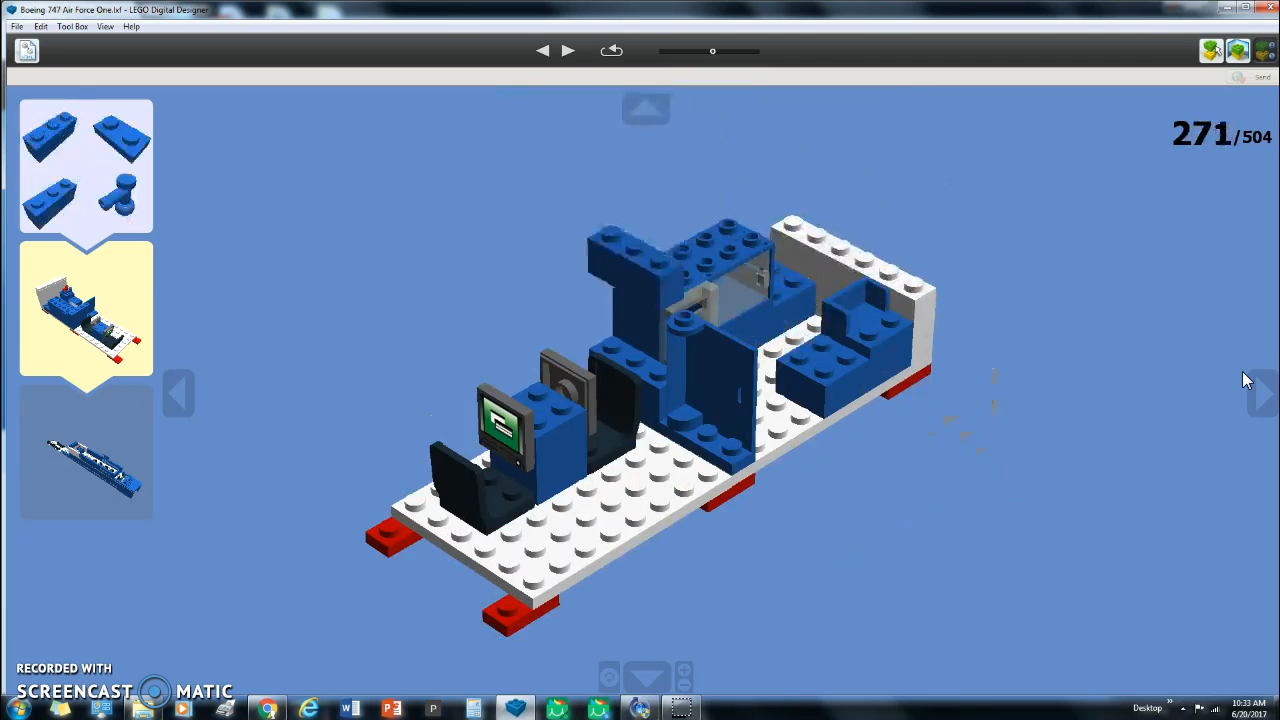 Boeing 747 Air Force One.lxf - LEGO Digital Designer
File Edit Tool Box View Help
Send
271/504
RECORDED WITH
SCREENCAST MATIC
Desktop
10:33 AM
6/20/2017